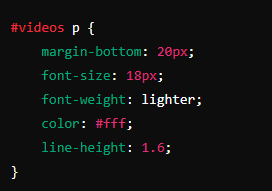 #videos p {
    margin-bottom: 20px;
    font-size: 18px;
    font-weight: lighter;
    color: #fff;
    line-height: 1.6;
}